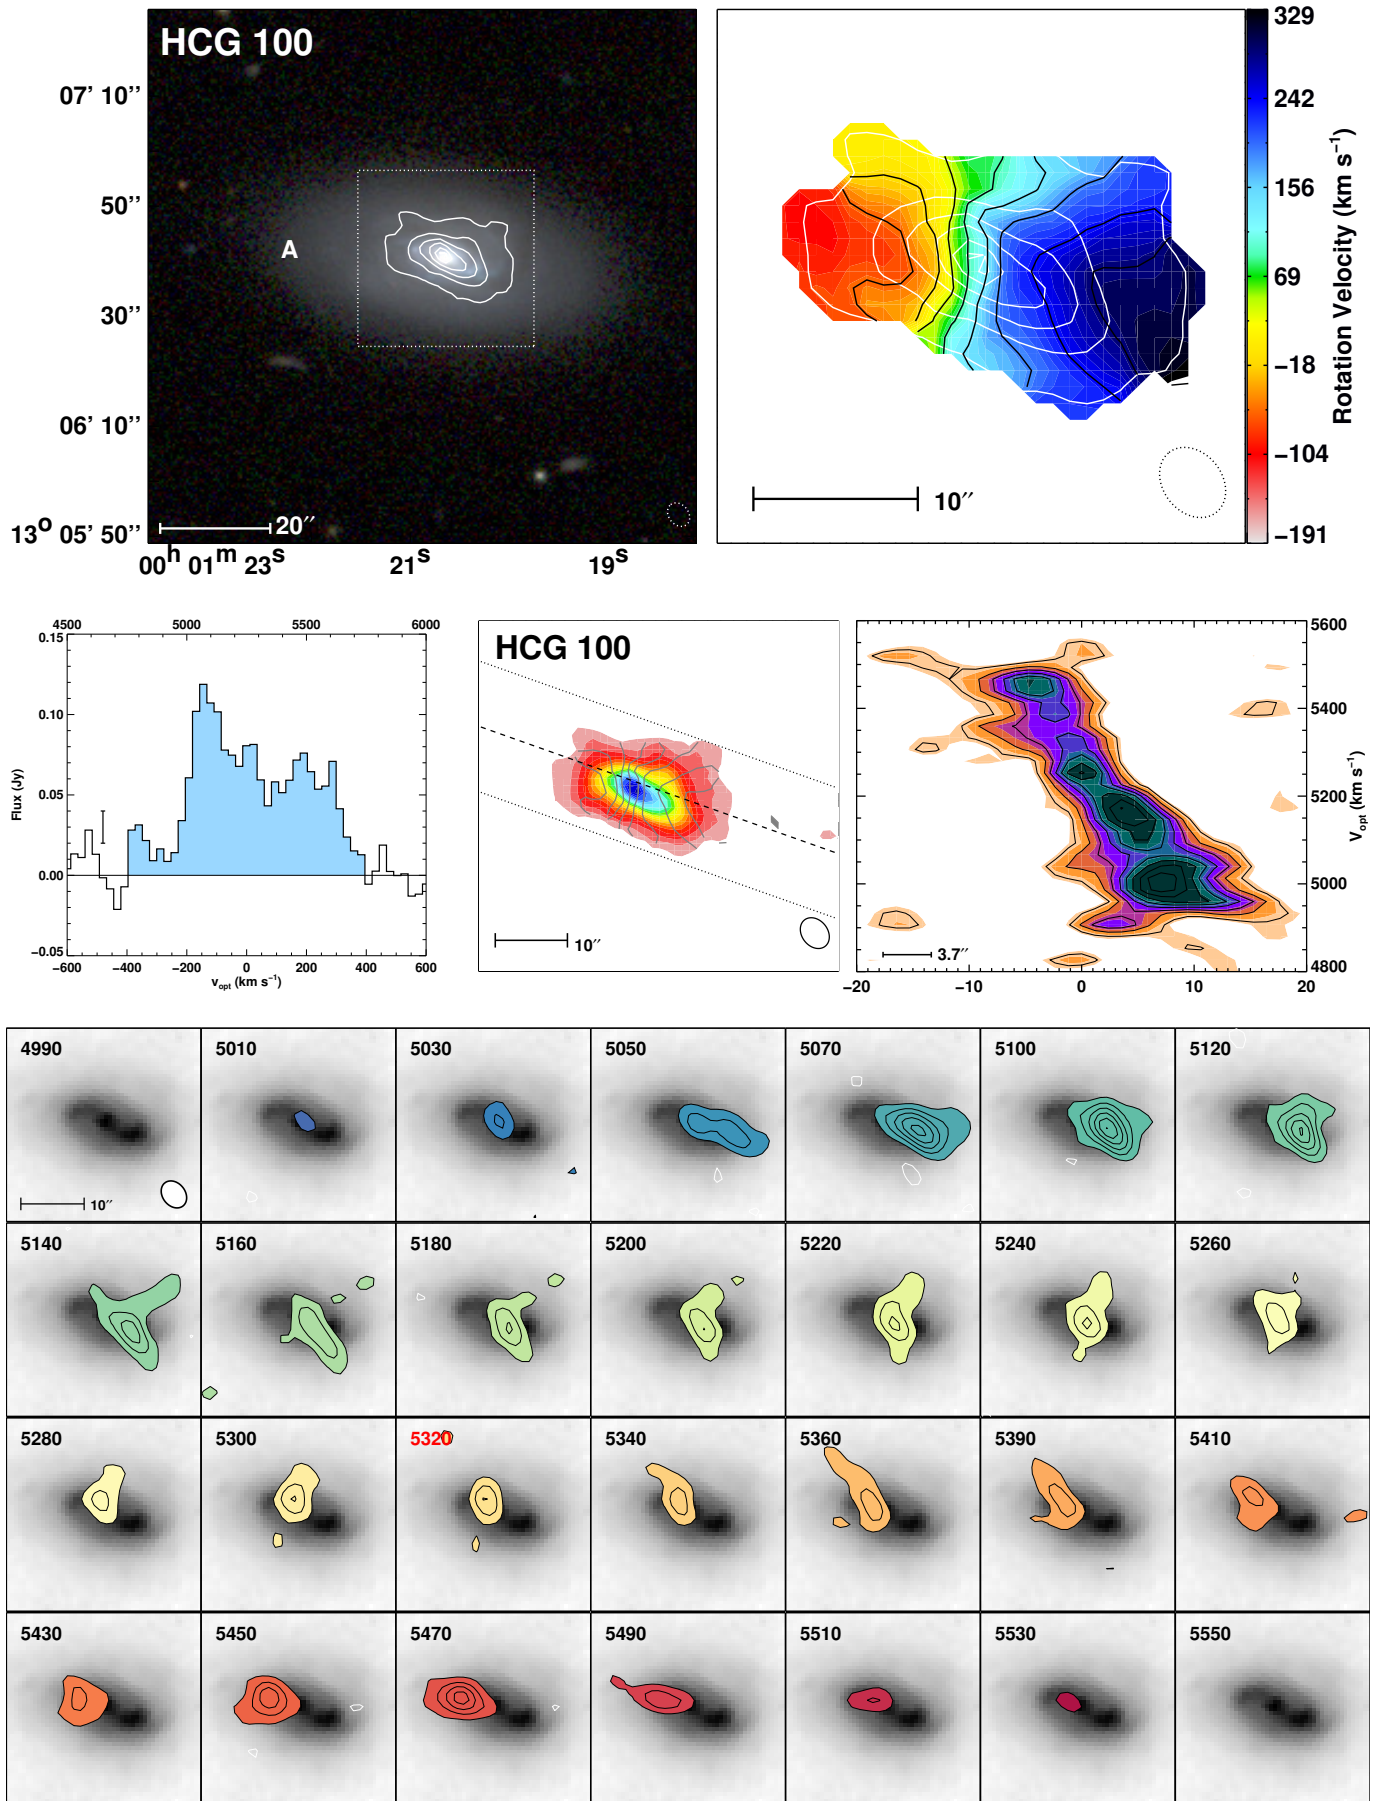 HCG 100
07' 10''
50''
A
30''
06' 10''
13° 05' 50''
20''
00h 01m 23s 21s 19s
10''
329
242
156
69
−18
−104
−191
Rotation Velocity (km s−1)
4500 5000 5500 6000
0.15
0.10
0.05
0.00
−0.05
Flux (Jy)
−600 −400 −200 0 200 400 600
vopt (km s−1)
HCG 100
10''
5600
5400
5200
5000
4800
vopt (km s−1)
3.7''
−20 −10 0 10 20
4990 5010 5030 5050 5070 5100 5120
10''
5140 5160 5180 5200 5220 5240 5260
5280 5300 5320 5340 5360 5390 5410
5430 5450 5470 5490 5510 5530 5550